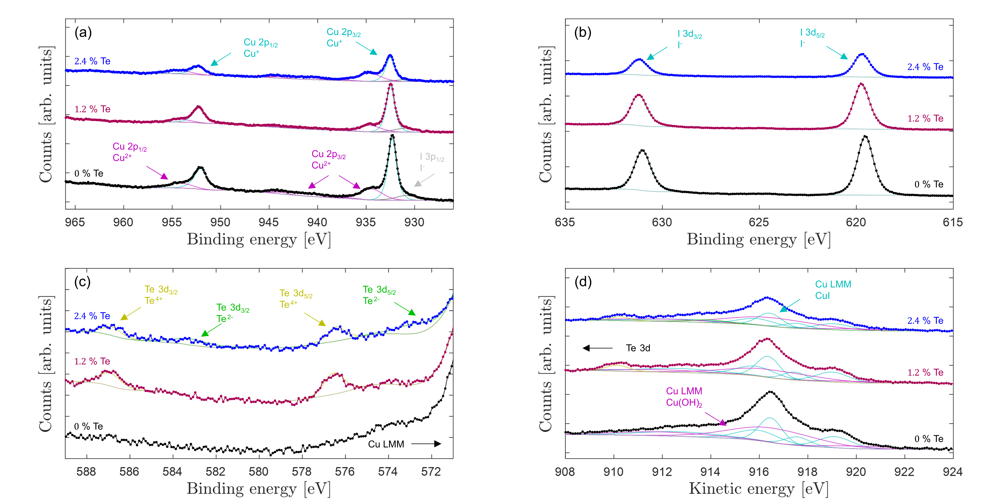 (a)
Cu 2p3/2
Cu+
Cu 2p1/2
Cu+
2.4 % Te
1.2 % Te
Cu 2p1/2
Cu2+
Cu 2p3/2
Cu2+
I 3p1/2
I-
0 % Te
Counts [arb. units]
965 960 955 950 945 940 935 930
Binding energy [eV]
(b)
I 3d3/2
I-
I 3d5/2
I-
2.4 % Te
1.2 % Te
0 % Te
Counts [arb. units]
635 630 625 620 615
Binding energy [eV]
(c)
Te 3d3/2
Te4+
Te 3d5/2
Te4+
Te 3d5/2
Te2-
Te 3d3/2
Te2-
2.4 % Te
1.2 % Te
0 % Te
Cu LMM
Counts [arb. units]
588 586 584 582 580 578 576 574 572
Binding energy [eV]
(d)
Cu LMM
CuI
2.4 % Te
Te 3d
1.2 % Te
Cu LMM
Cu(OH)2
0 % Te
Counts [arb. units]
908 910 912 914 916 918 920 922 924
Kinetic energy [eV]